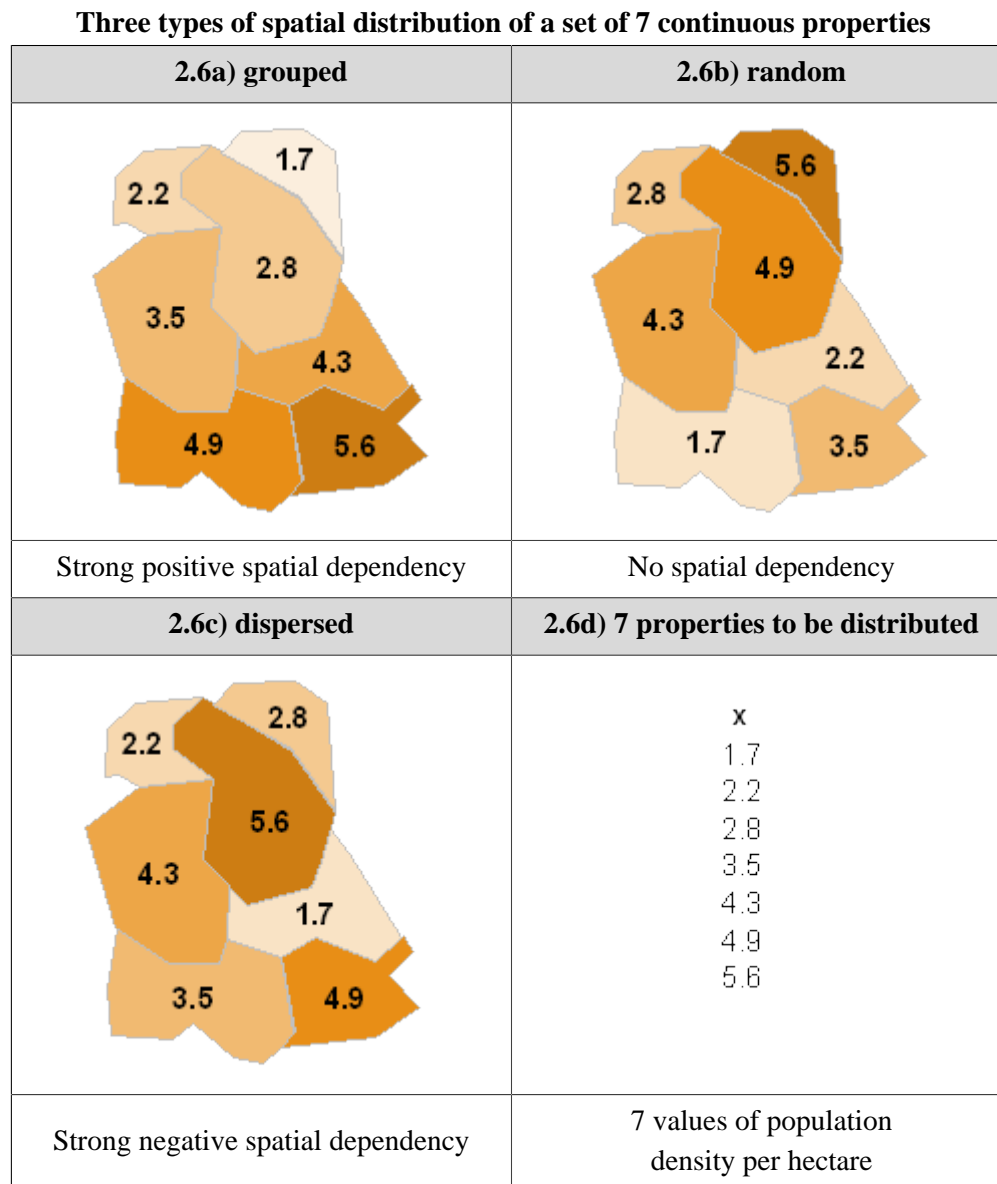 Three types of spatial distribution of a set of 7 continuous properties
2.6a) grouped
2.6b) random
1.7
2.2
2.8
3.5
4.3
4.9
5.6
5.6
2.8
4.9
4.3
2.2
1.7
3.5
Strong positive spatial dependency
No spatial dependency
2.6c) dispersed
2.6d) 7 properties to be distributed
2.8
2.2
5.6
4.3
1.7
3.5
4.9
x
1.7
2.2
2.8
3.5
4.3
4.9
5.6
Strong negative spatial dependency
7 values of population
density per hectare